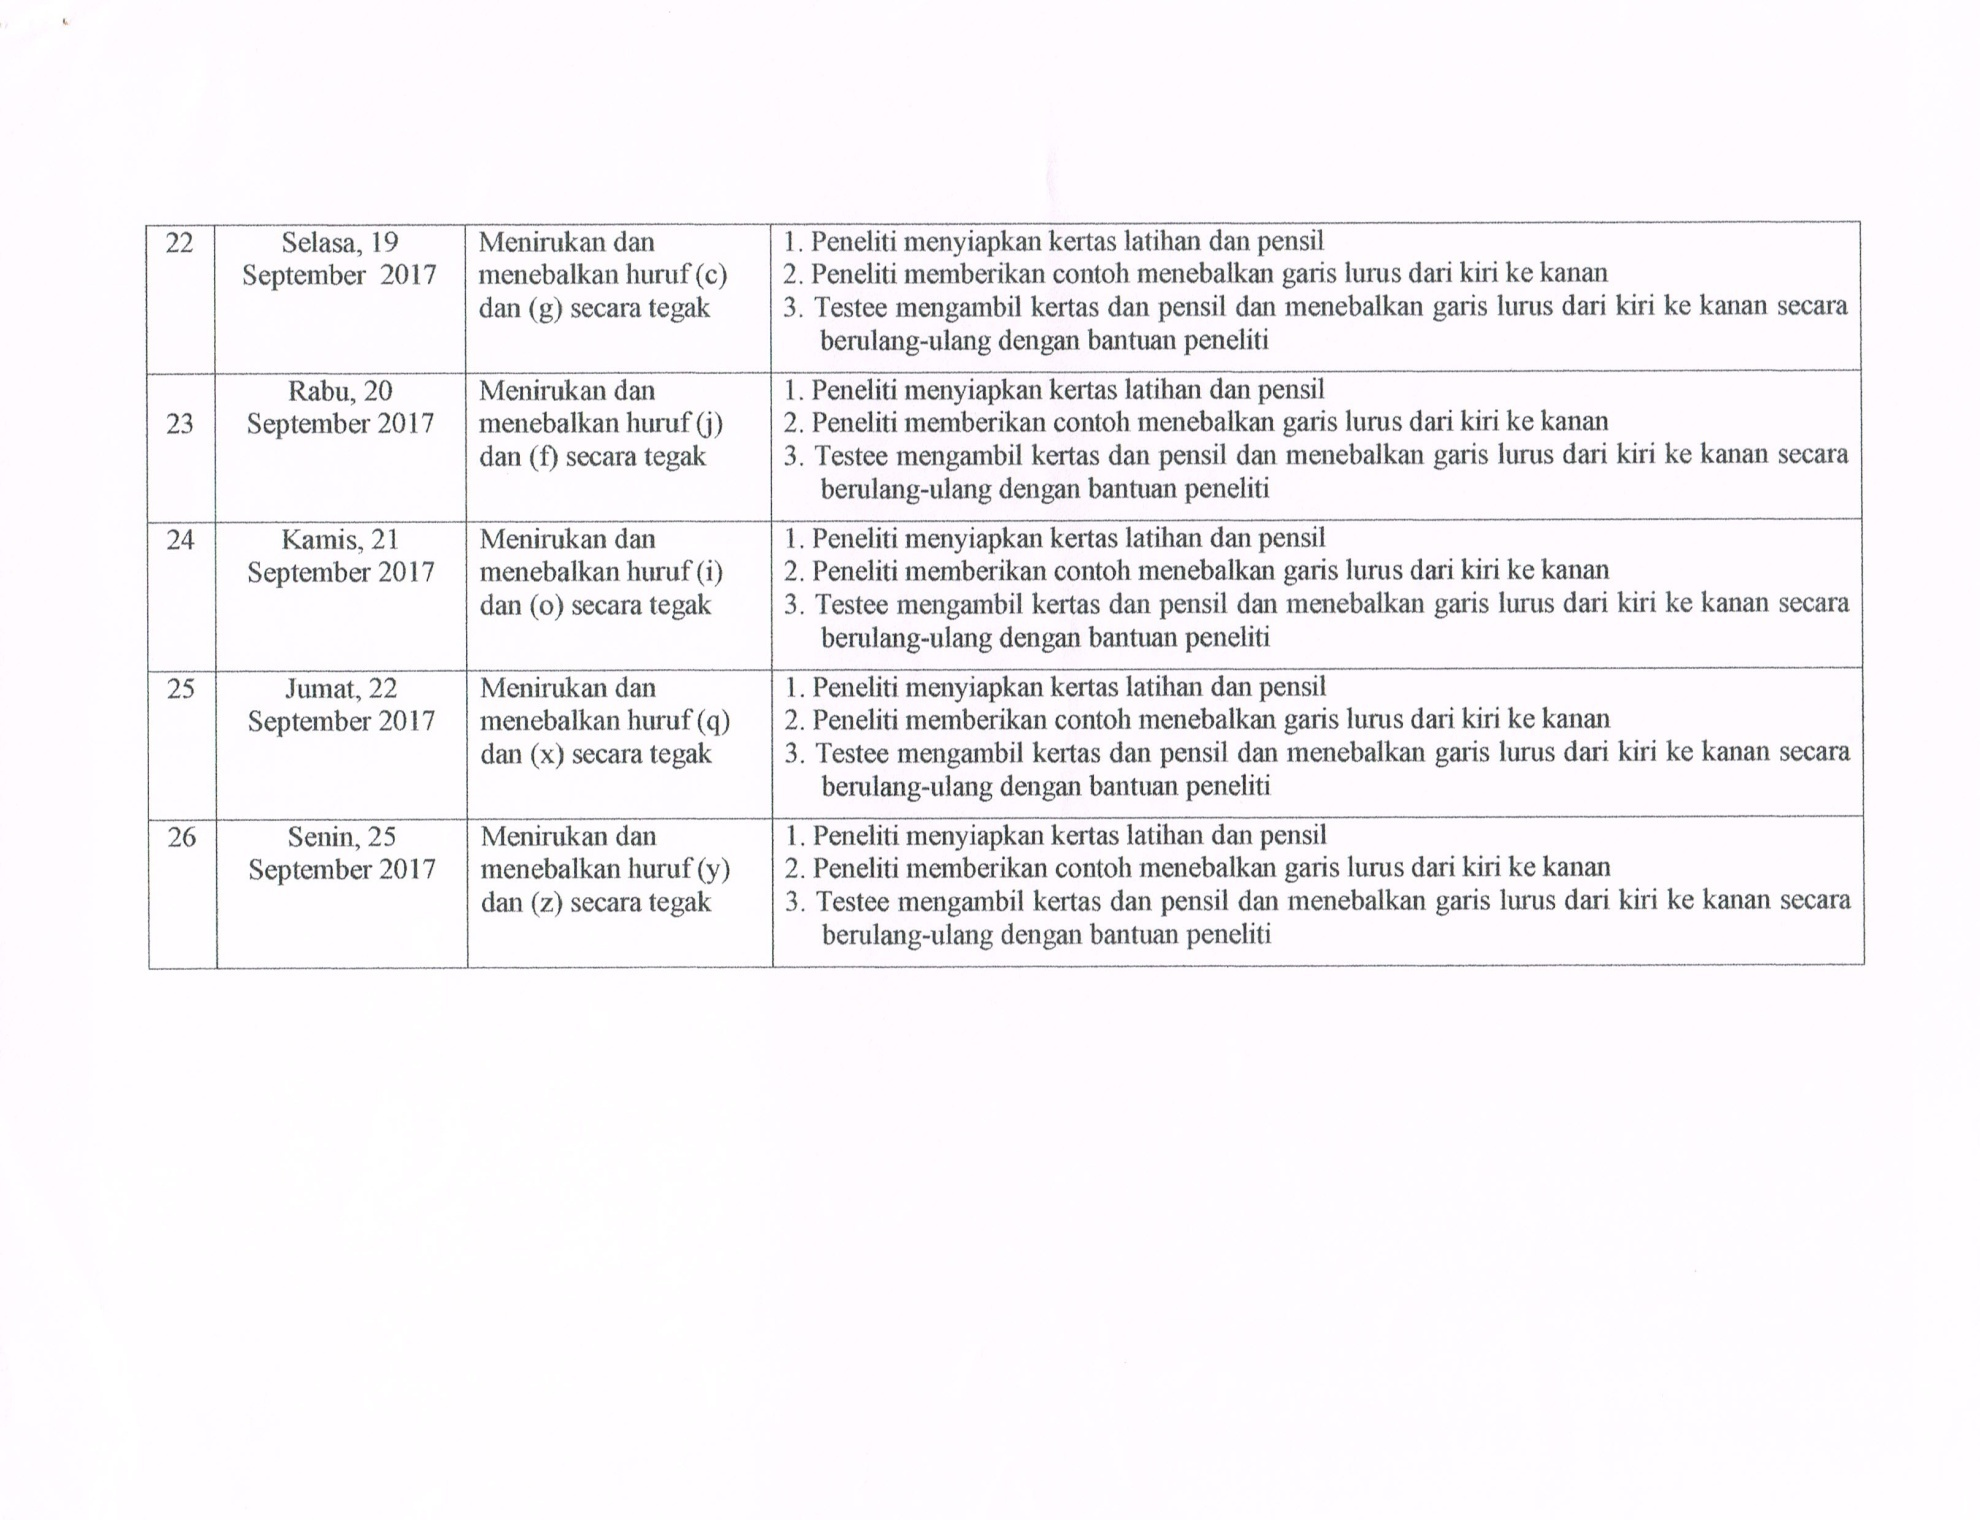 22
Selasa, 19
September 2017
Menirukan dan
menebalkan huruf (c)
dan (g) secara tegak
1. Peneliti menyiapkan kertas latihan dan pensil
2. Peneliti memberikan contoh menebalkan garis lurus dari kiri ke kanan
3. Testee mengambil kertas dan pensil dan menebalkan garis lurus dari kiri ke kanan secara
berulang-ulang dengan bantuan peneliti
23
Rabu, 20
September 2017
Menirukan dan
menebalkan huruf (j)
dan (f) secara tegak
1. Peneliti menyiapkan kertas latihan dan pensil
2. Peneliti memberikan contoh menebalkan garis lurus dari kiri ke kanan
3. Testee mengambil kertas dan pensil dan menebalkan garis lurus dari kiri ke kanan secara
berulang-ulang dengan bantuan peneliti
24
Kamis, 21
September 2017
Menirukan dan
menebalkan huruf (i)
dan (o) secara tegak
1. Peneliti menyiapkan kertas latihan dan pensil
2. Peneliti memberikan contoh menebalkan garis lurus dari kiri ke kanan
3. Testee mengambil kertas dan pensil dan menebalkan garis lurus dari kiri ke kanan secara
berulang-ulang dengan bantuan peneliti
25
Jumat, 22
September 2017
Menirukan dan
menebalkan huruf (q)
dan (x) secara tegak
1. Peneliti menyiapkan kertas latihan dan pensil
2. Peneliti memberikan contoh menebalkan garis lurus dari kiri ke kanan
3. Testee mengambil kertas dan pensil dan menebalkan garis lurus dari kiri ke kanan secara
berulang-ulang dengan bantuan peneliti
26
Senin, 25
September 2017
Menirukan dan
menebalkan huruf (y)
dan (z) secara tegak
1. Peneliti menyiapkan kertas latihan dan pensil
2. Peneliti memberikan contoh menebalkan garis lurus dari kiri ke kanan
3. Testee mengambil kertas dan pensil dan menebalkan garis lurus dari kiri ke kanan secara
berulang-ulang dengan bantuan peneliti